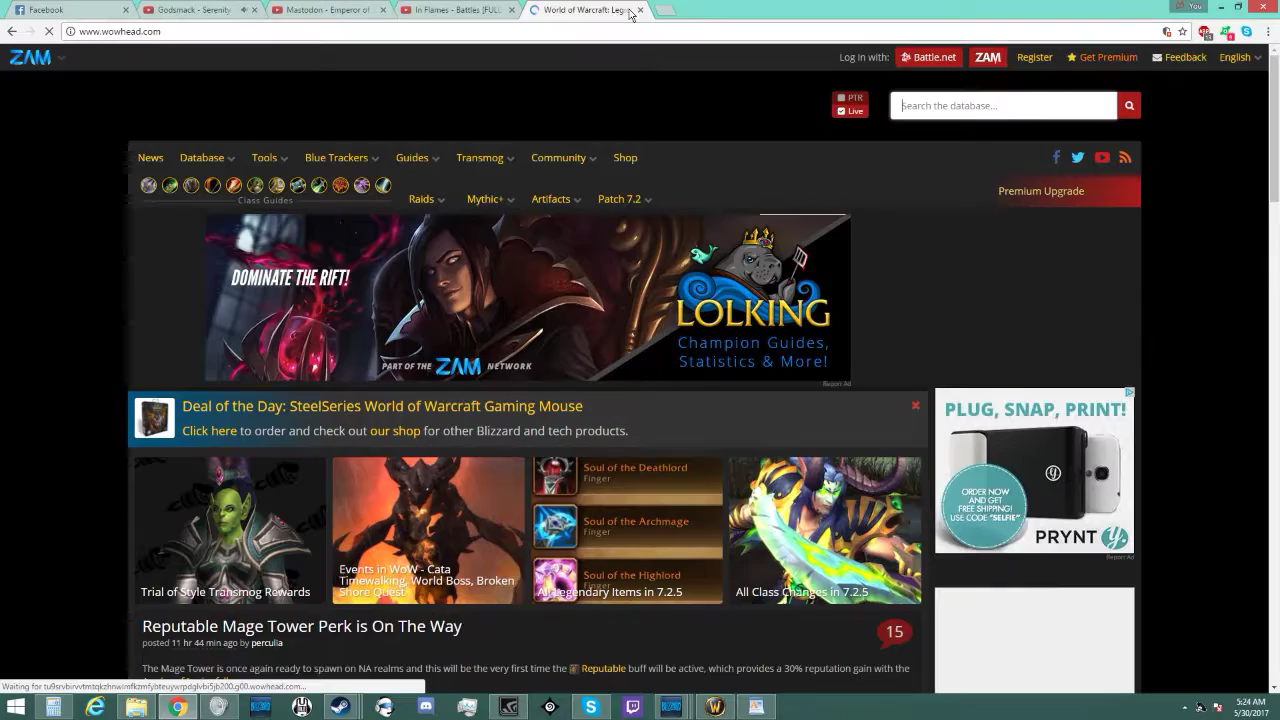 Facebook
Godsmack - Serenity
Mastodon - Emperor of
In Flames - Battles [FULL
World of Warcraft: Leg
You
www.wowhead.com
ZAM
Log in with:
Battle.net
ZAM
Register
Get Premium
Feedback
English
PTR
Live
Search the database...
News
Database
Tools
Blue Trackers
Guides
Transmog
Community
Shop
Class Guides
Raids
Mythic+
Artifacts
Patch 7.2
Premium Upgrade
DOMINATE THE RIFT!
LOLKING
Champion Guides,
Statistics & More!
PART OF THE ZAM NETWORK
Report Ad
Deal of the Day: SteelSeries World of Warcraft Gaming Mouse
Click here to order and check out our shop for other Blizzard and tech products.
PLUG, SNAP, PRINT!
ORDER NOW
AND GET
FREE SHIPPING!
USE CODE "SELFIE"
PRYNT
Report Ad
Trial of Style Transmog Rewards
Events in WoW - Cata
Timewalking, World Boss, Broken
Shore Quest
Soul of the Deathlord
Finger
Soul of the Archmage
Finger
Soul of the Highlord
Finger
All Legendary Items in 7.2.5
All Class Changes in 7.2.5
Reputable Mage Tower Perk is On The Way
15
posted 11 hr 44 min ago by perculia
The Mage Tower is once again ready to spawn on NA realms and this will be the very first time the Reputable buff will be active, which provides a 30% reputation gain with the
5:24 AM
5/30/2017